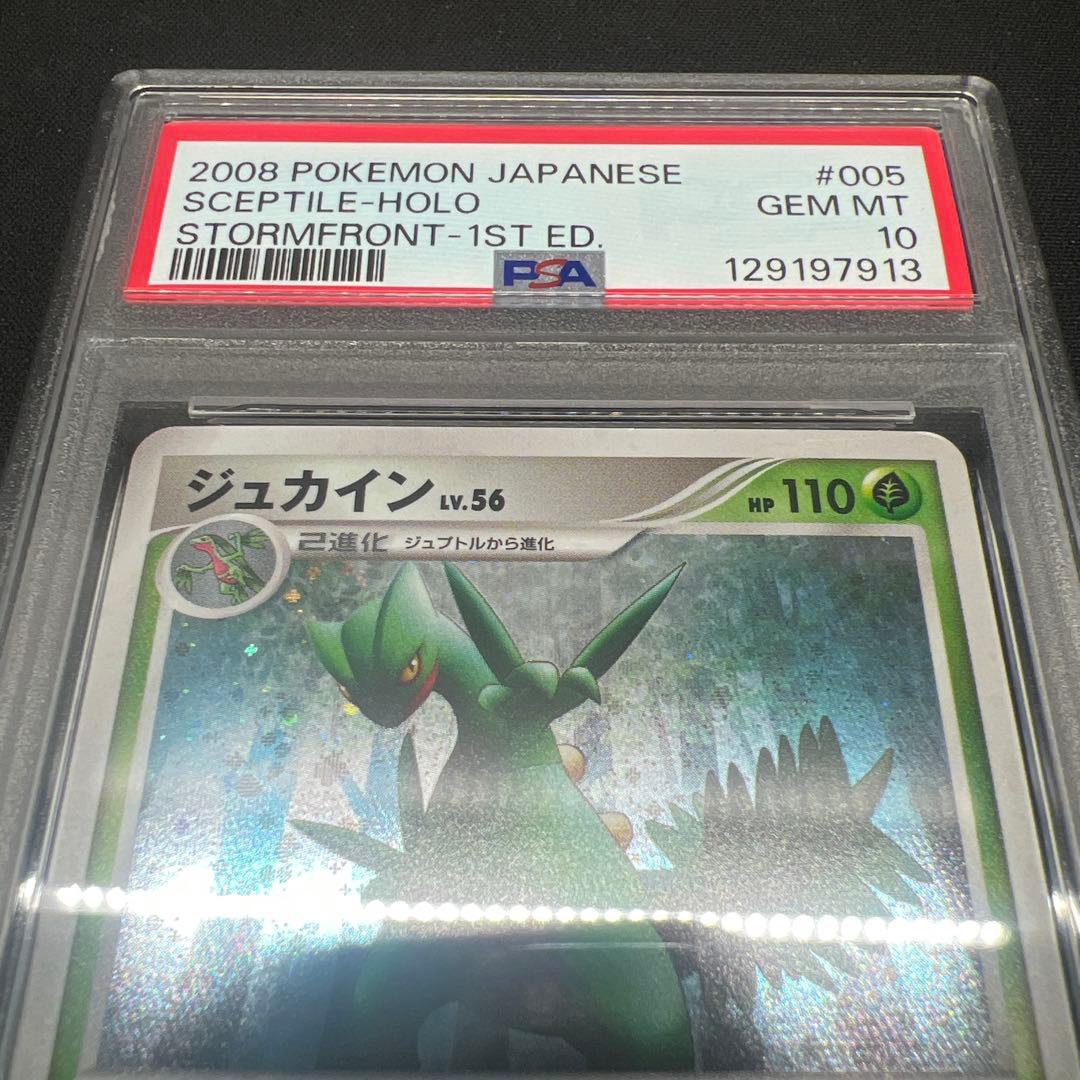 2008 POKEMON JAPANESE #005
SCEPTILE-HOLO GEM MT
STORMFRONT-1ST ED. 10
PSA 129197913
ジュカイン LV.56 HP 110
2進化 ジュプトルから進化